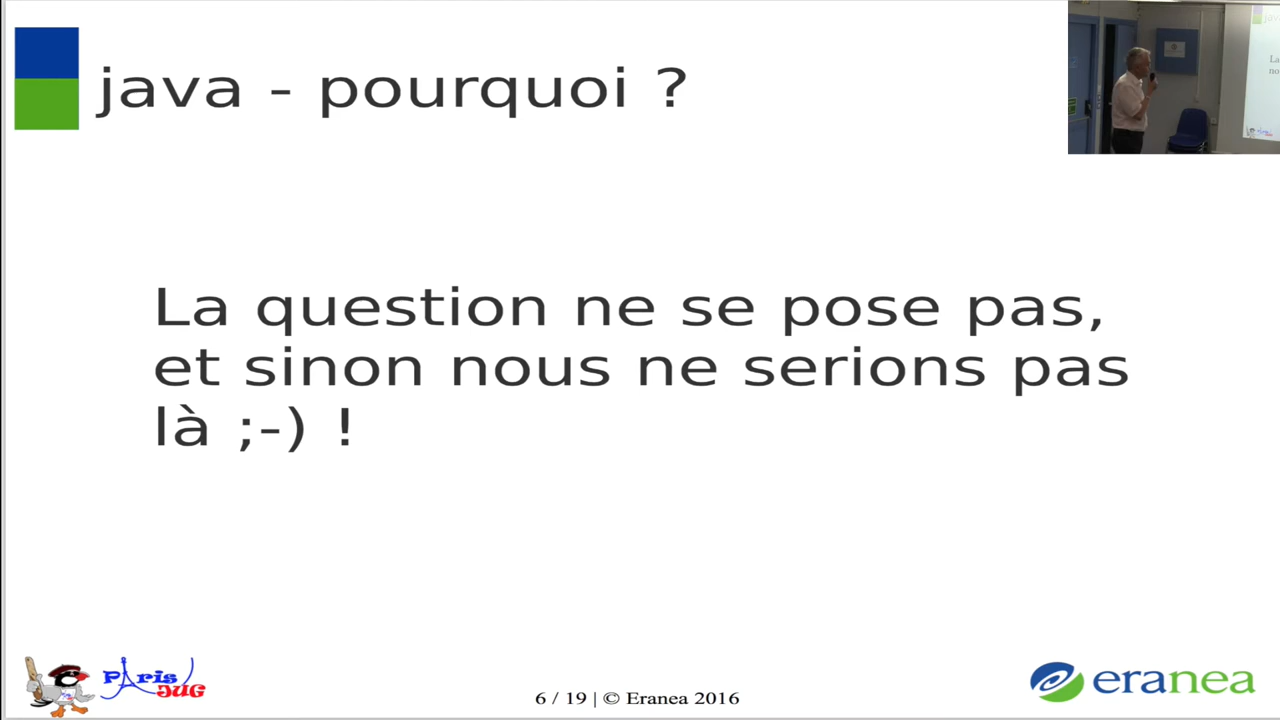 java - pourquoi ?
La question ne se pose pas,
et sinon nous ne serions pas
là ;-) !
Paris
JUG
6 / 19 | © Eranea 2016
eranea